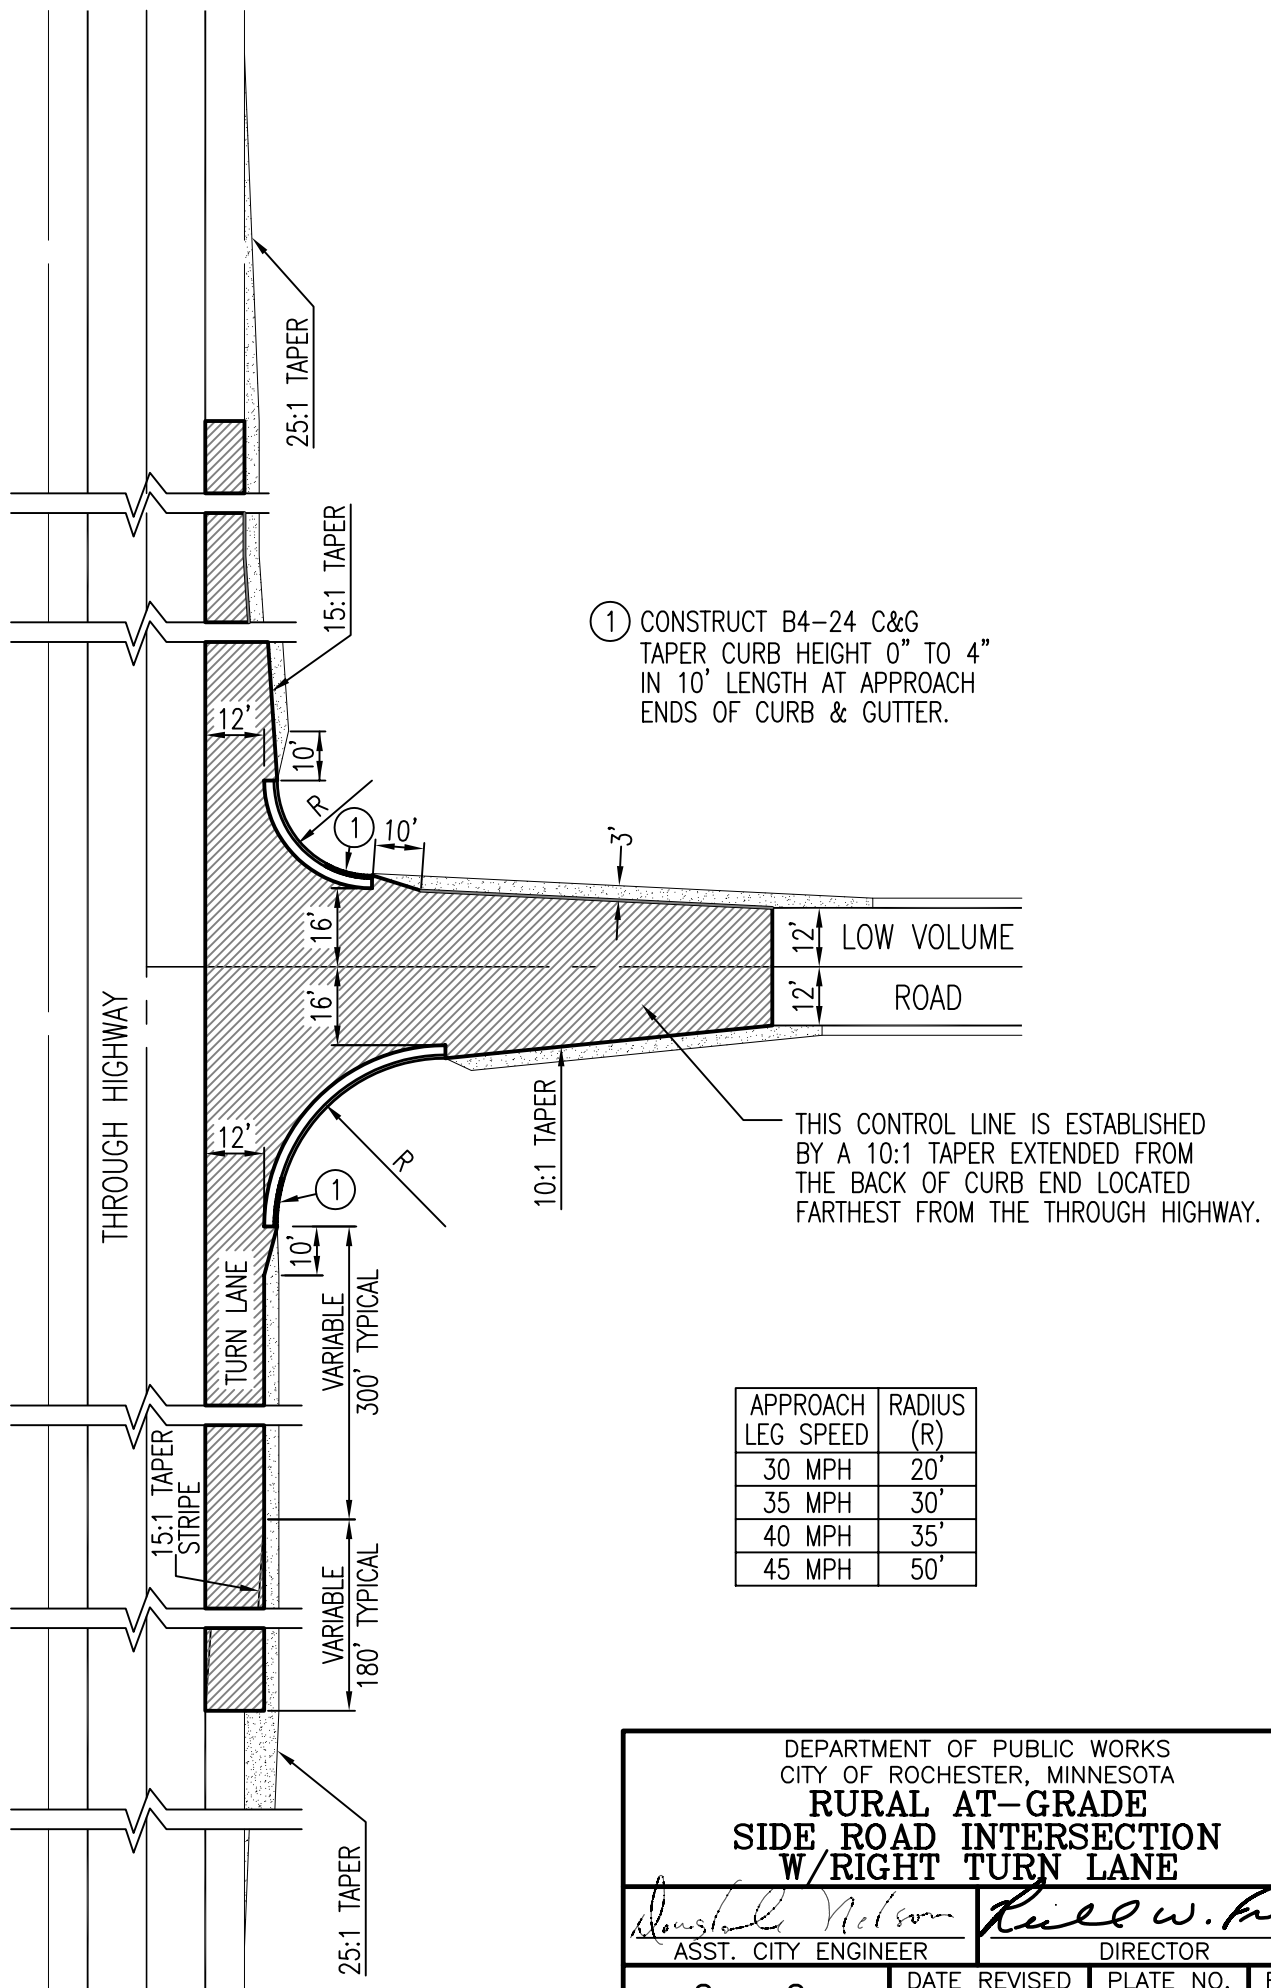 25:1 TAPER
15:1 TAPER
① CONSTRUCT B4-24 C&G
TAPER CURB HEIGHT 0" TO 4"
IN 10' LENGTH AT APPROACH
ENDS OF CURB & GUTTER.
12'
10'
R
1
10'
3'
16'
12'
LOW VOLUME
16'
12'
ROAD
THROUGH HIGHWAY
10:1 TAPER
THIS CONTROL LINE IS ESTABLISHED
BY A 10:1 TAPER EXTENDED FROM
THE BACK OF CURB END LOCATED
FARTHEST FROM THE THROUGH HIGHWAY.
12'
R
1
10'
TURN LANE
VARIABLE
300' TYPICAL
15:1 TAPER
STRIPE
VARIABLE
180' TYPICAL
25:1 TAPER
APPROACH LEG SPEED RADIUS (R)
30 MPH 20'
35 MPH 30'
40 MPH 35'
45 MPH 50'
DEPARTMENT OF PUBLIC WORKS
CITY OF ROCHESTER, MINNESOTA
RURAL AT-GRADE
SIDE ROAD INTERSECTION
W/RIGHT TURN LANE
Nelson
ASST. CITY ENGINEER
W.
DIRECTOR
DATE REVISED
PLATE NO.